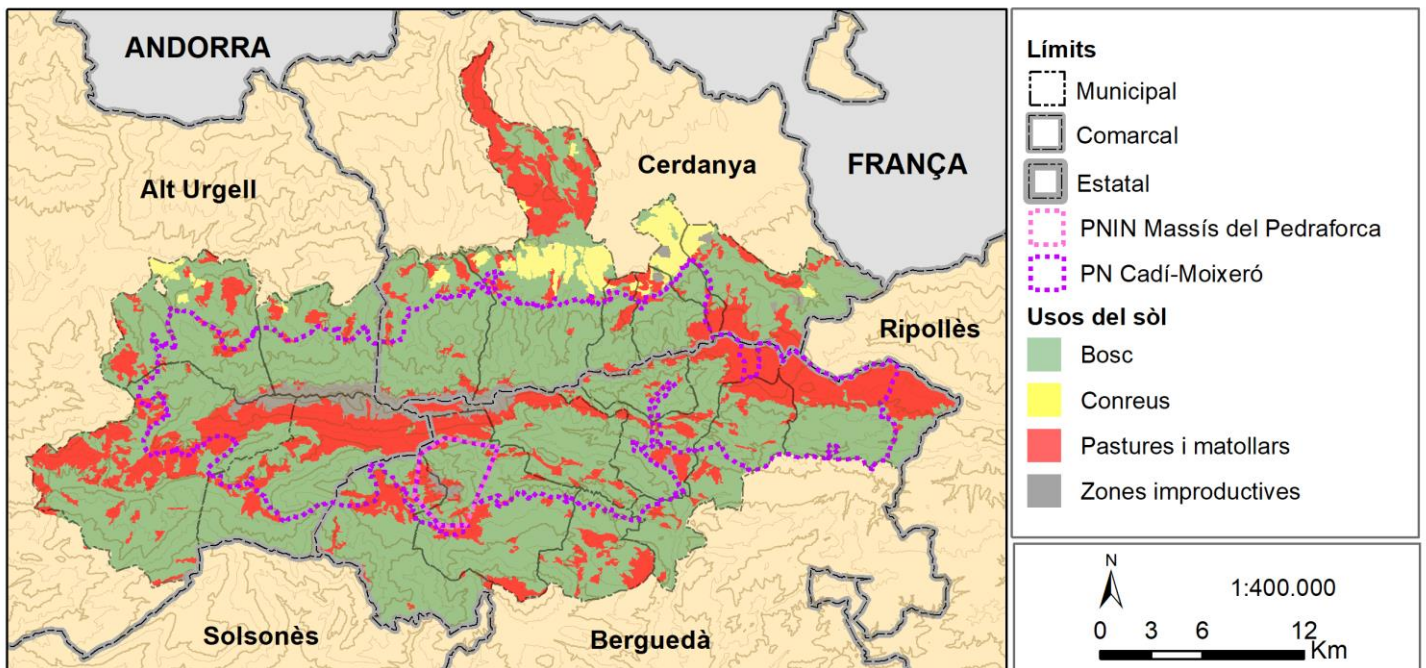 ANDORRA
FRANÇA
Cerdanya
Alt Urgell
Ripollès
Solsonès
Berguedà
Límits
Municipal
Comarcal
Estatal
PNIN Massís del Pedraforca
PN Cadí-Moixeró
Usos del sòl
Bosc
Conreus
Pastures i matollars
Zones improductives
N
1:400.000
0 3 6 12
Km